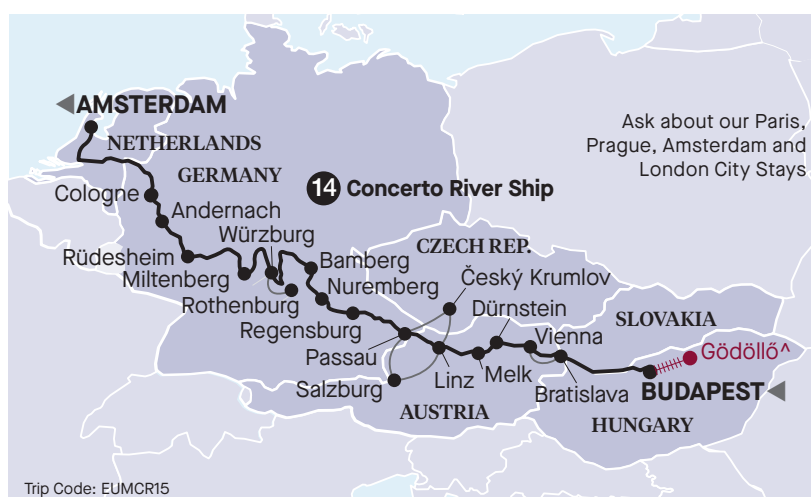 ◀AMSTERDAM
NETHERLANDS
GERMANY
Ask about our Paris,
Prague, Amsterdam and
London City Stays
14 Concerto River Ship
Cologne
Andernach
Würzburg
Rüdesheim
Miltenberg
Rothenburg
Bamberg
Nuremberg
Regensburg
CZECH REP.
Český Krumlov
Dürnstein
Vienna
SLOVAKIA
Passau
Salzburg
Linz
Melk
Bratislava
AUSTRIA
Gödöllő^
BUDAPEST◀
HUNGARY
Trip Code: EUMCR15